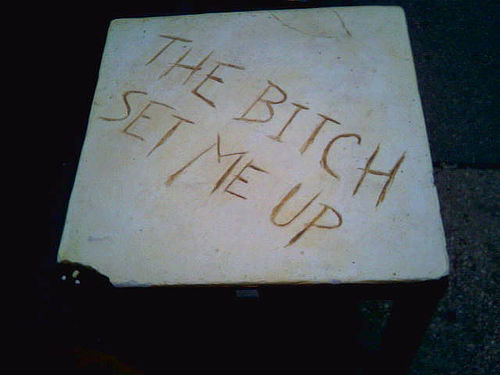 THE BITCH
SET ME UP